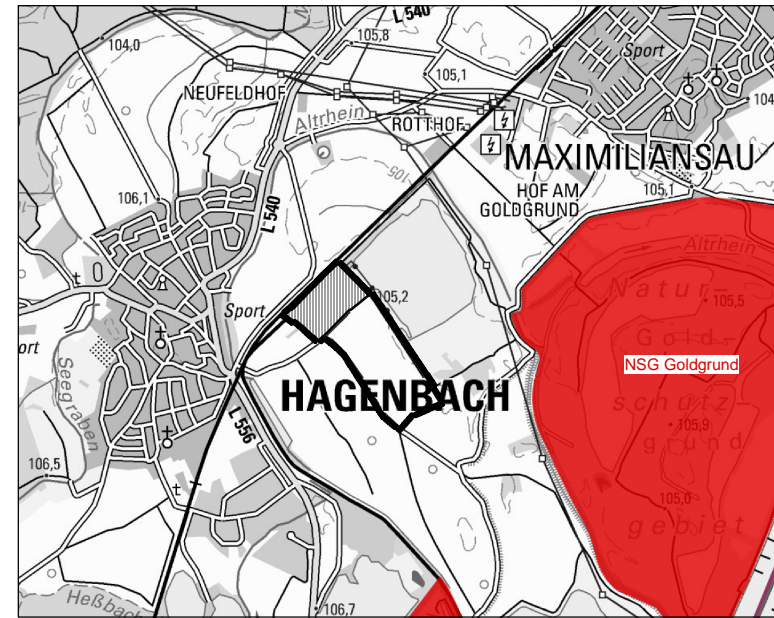 L 540
104,0
105,8
Sport
105,1
NEUFELDHOF
Altrhein
ROTTHOF
104
MAXIMILIANSAU
105
HOF AM
GOLDGRUND
105,1
106,1
L 540
Altrhein
Natur-
105,2
105,5
Sport
Gold-
ort
NSG Goldgrund
Seegraben
HAGENBACH
schutz
105,9
L 556
grund
106,5
105,0
gebiet
Heßbach
106,7